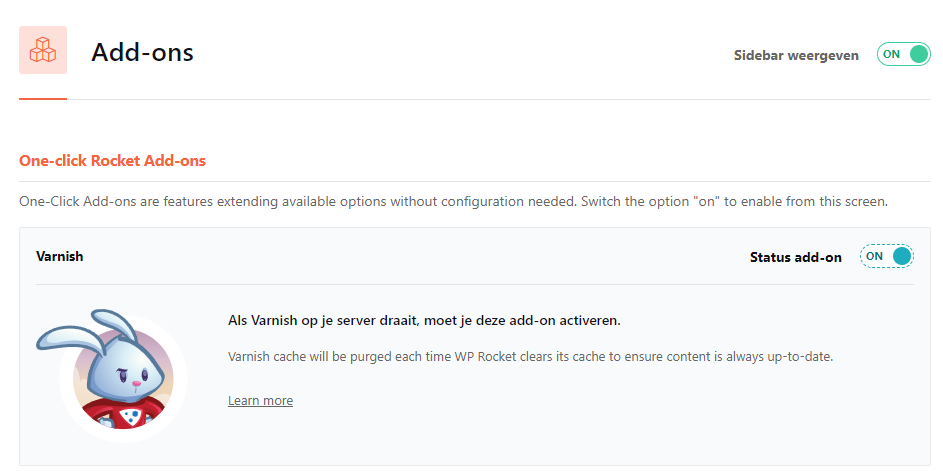 Add-ons
Sidebar weergeven
ON
One-click Rocket Add-ons
One-Click Add-ons are features extending available options without configuration needed. Switch the option "on" to enable from this screen.
Varnish
Status add-on
ON
Als Varnish op je server draait, moet je deze add-on activeren.
Varnish cache will be purged each time WP Rocket clears its cache to ensure content is always up-to-date.
Learn more